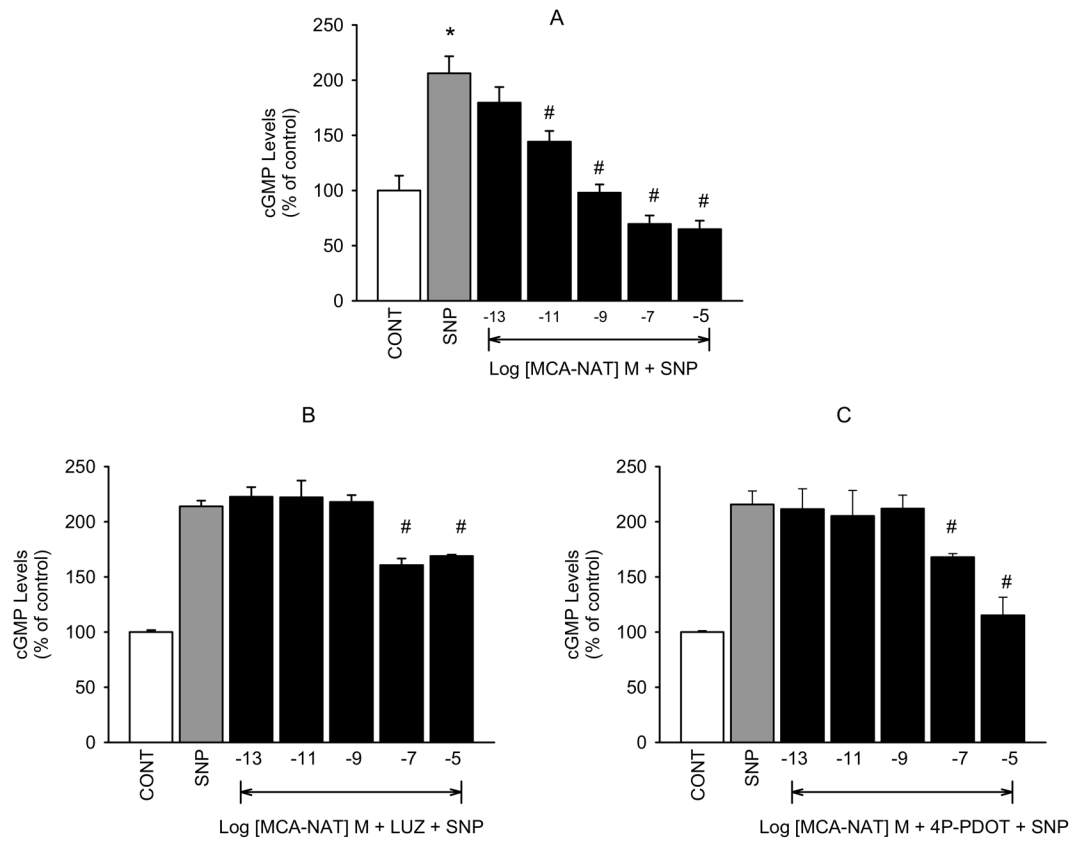 A
250
200
150
100
50
0
cGMP Levels
(% of control)
*
#
#
#
#
CONT
SNP
-13
-11
-9
-7
-5
Log [MCA-NAT] M + SNP
B
250
200
150
100
50
0
cGMP Levels
(% of control)
#
#
CONT
SNP
-13
-11
-9
-7
-5
Log [MCA-NAT] M + LUZ + SNP
C
250
200
150
100
50
0
cGMP Levels
(% of control)
#
#
CONT
SNP
-13
-11
-9
-7
-5
Log [MCA-NAT] M + 4P-PDOT + SNP